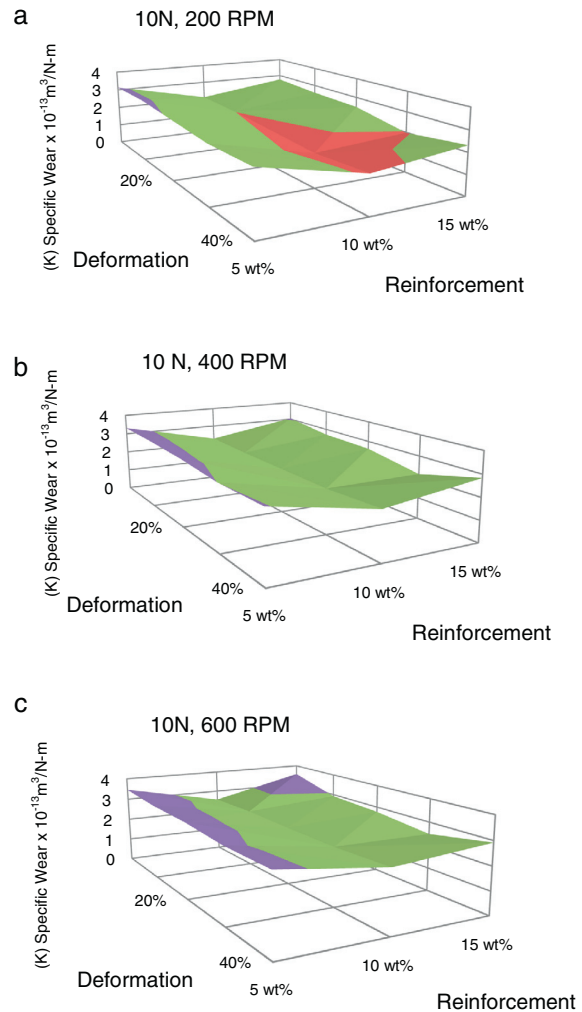 a
10N, 200 RPM
(K) Specific Wear x 10⁻¹³m³/N-m
4
3
2
1
0
20%
40%
Deformation
5 wt%
10 wt%
15 wt%
Reinforcement
b
10 N, 400 RPM
(K) Specific Wear x 10⁻¹³m³/N-m
4
3
2
1
0
20%
40%
Deformation
5 wt%
10 wt%
15 wt%
Reinforcement
c
10N, 600 RPM
(K) Specific Wear x 10⁻¹³m³/N-m
4
3
2
1
0
20%
40%
Deformation
5 wt%
10 wt%
15 wt%
Reinforcement